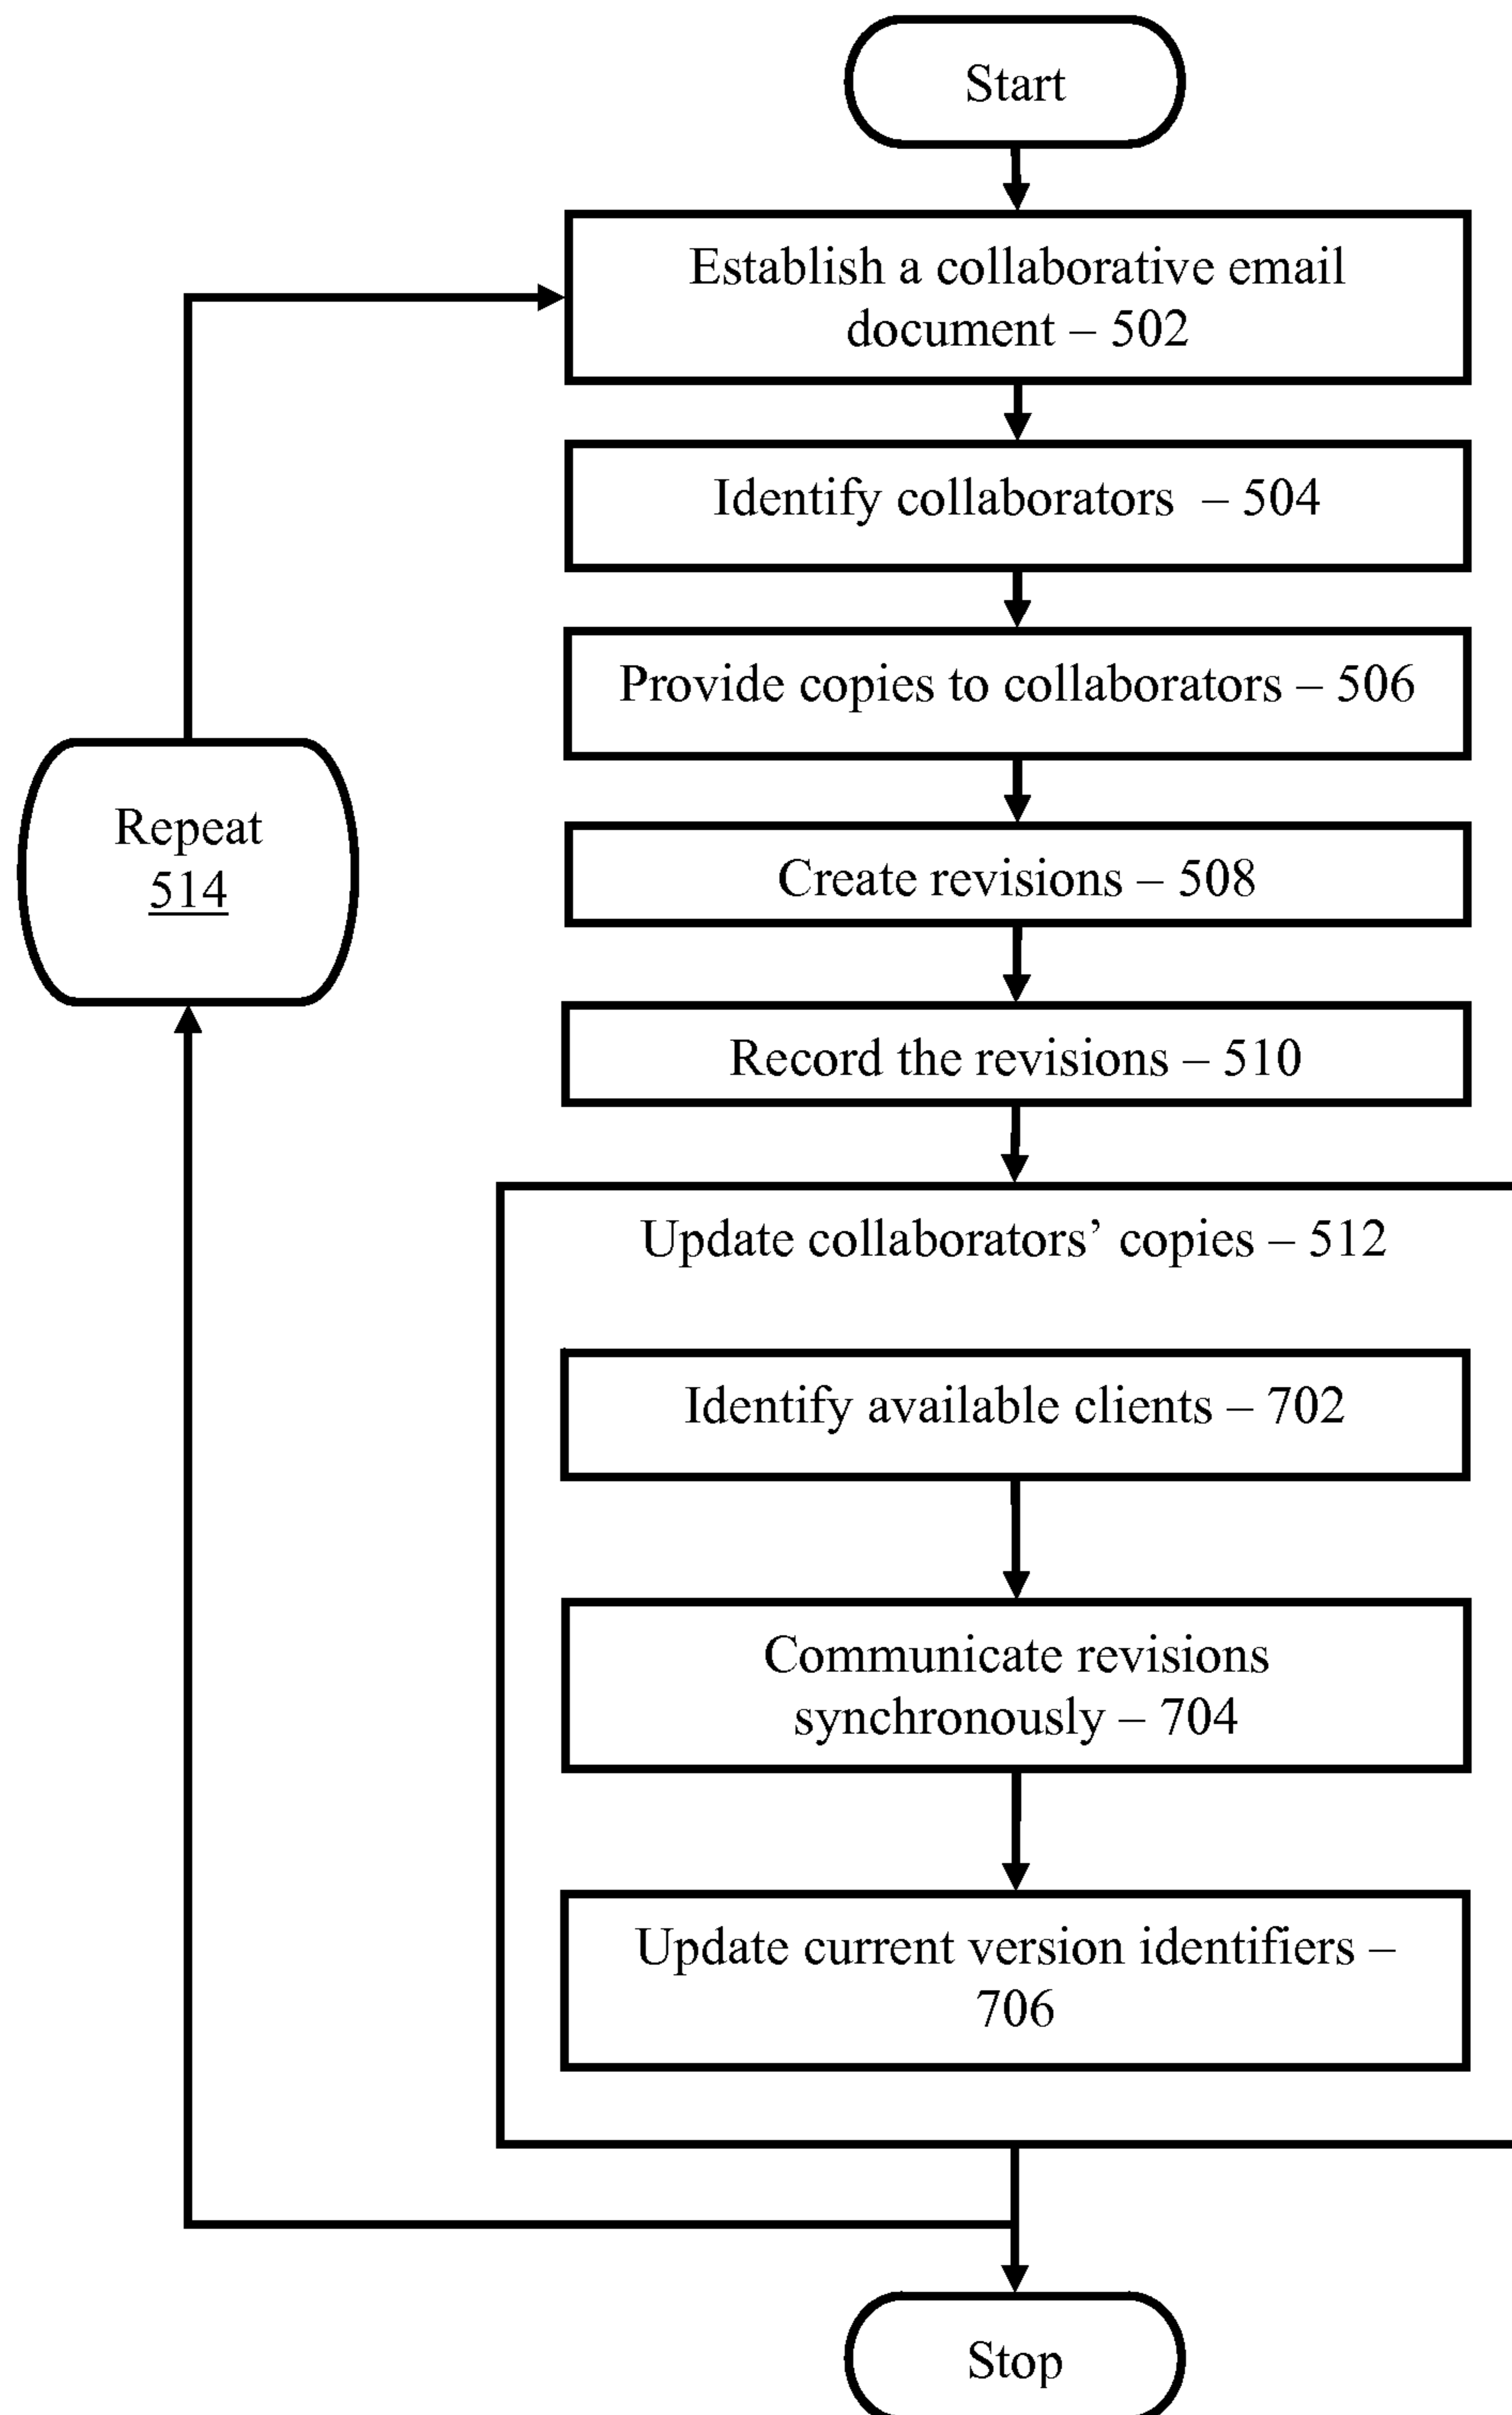 Start
Establish a collaborative email
document – 502
Identify collaborators – 504
Provide copies to collaborators – 506
Create revisions – 508
Repeat
514
Record the revisions – 510
Update collaborators’ copies – 512
Identify available clients – 702
Communicate revisions
synchronously – 704
Update current version identifiers –
706
Stop